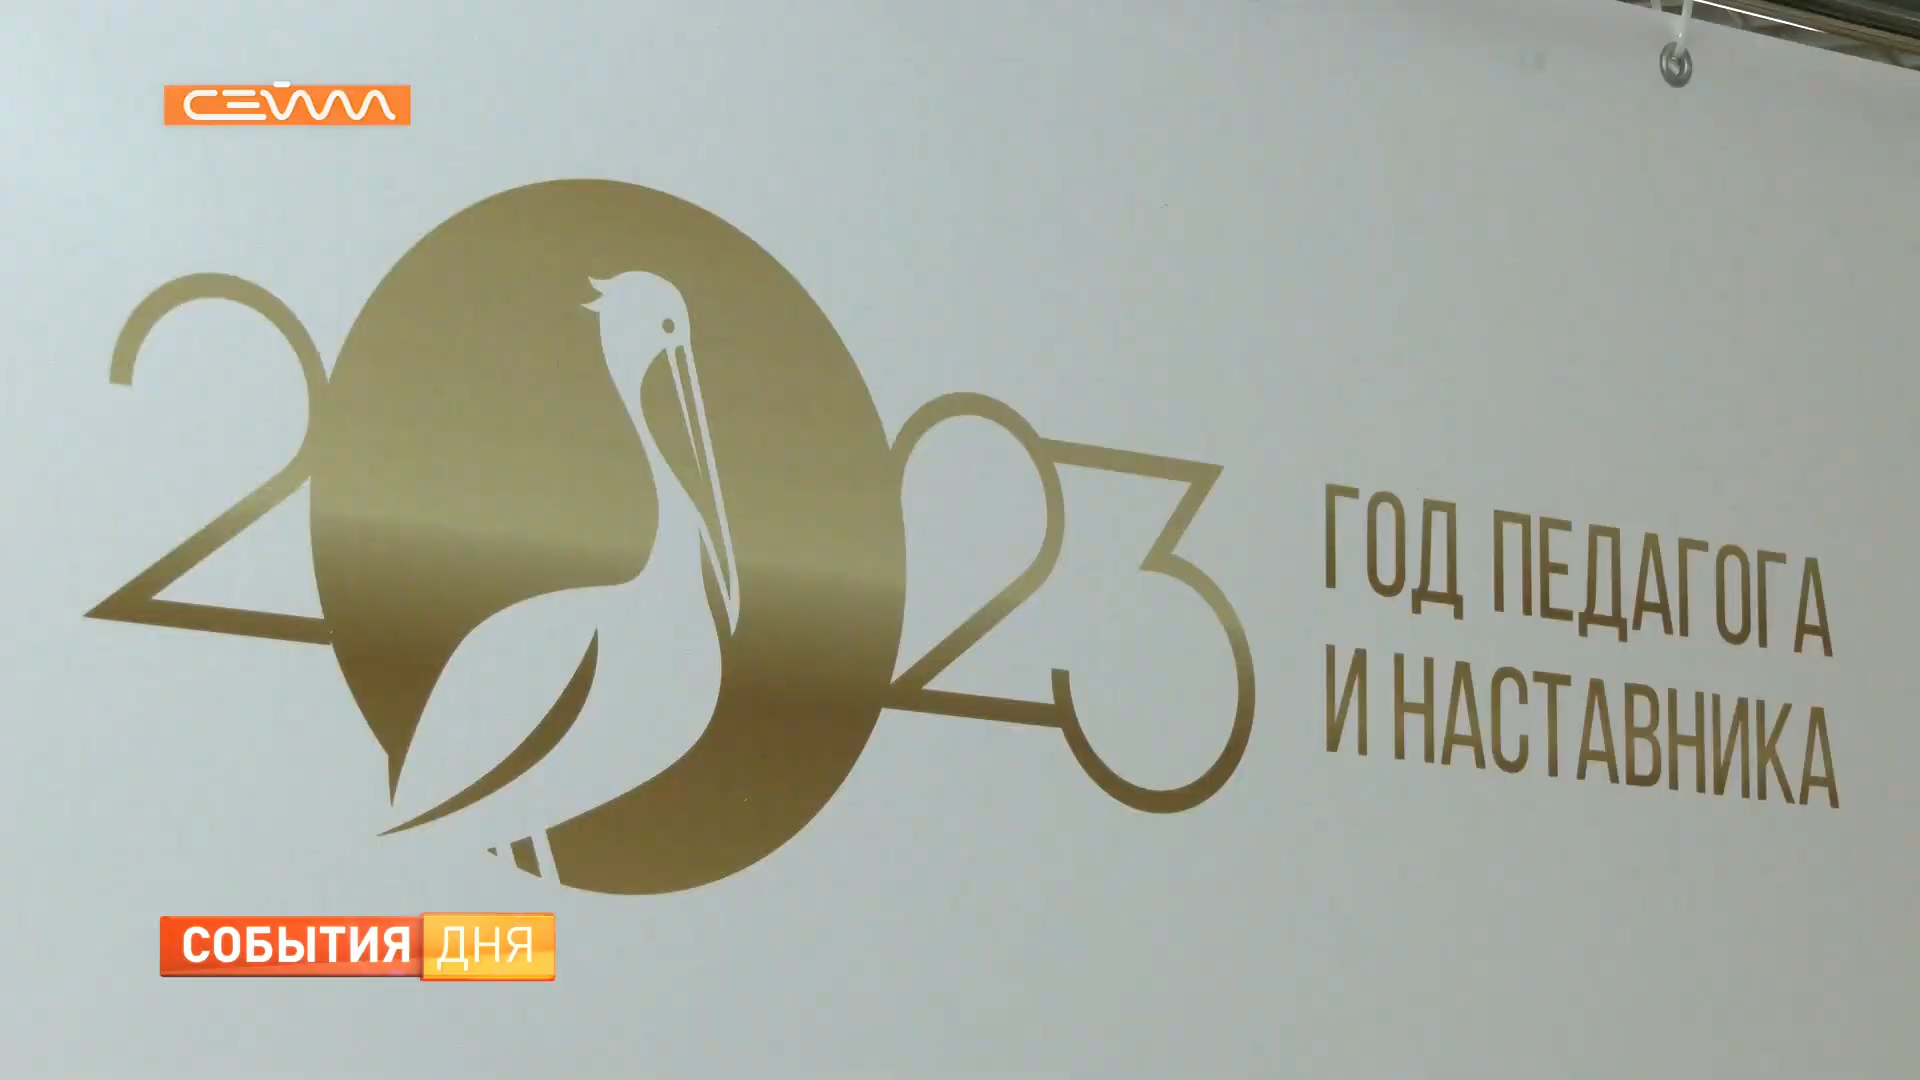 СЕЙМ
2023
ГОД ПЕДАГОГА
И НАСТАВНИКА
СОБЫТИЯ ДНЯ